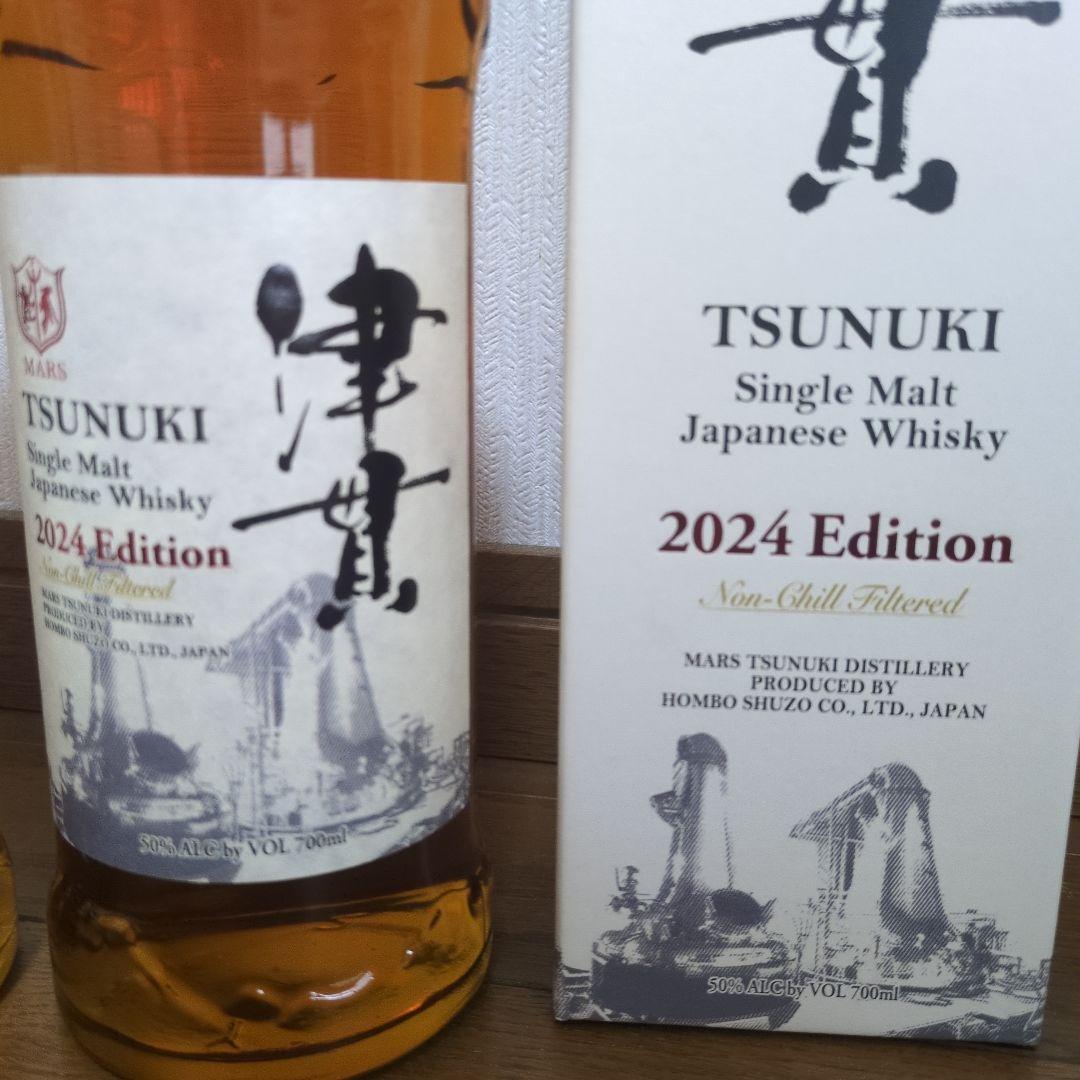 MARS
津貫
TSUNUKI
Single Malt
Japanese Whisky
2024 Edition
Non-Chill Filtered
MARS TSUNUKI DISTILLERY
PRODUCED BY
HOMBO SHUZO CO., LTD., JAPAN
50% ALC by VOL 700ml
貫
TSUNUKI
Single Malt
Japanese Whisky
2024 Edition
Non-Chill Filtered
MARS TSUNUKI DISTILLERY
PRODUCED BY
HOMBO SHUZO CO., LTD., JAPAN
50% ALC by VOL 700ml